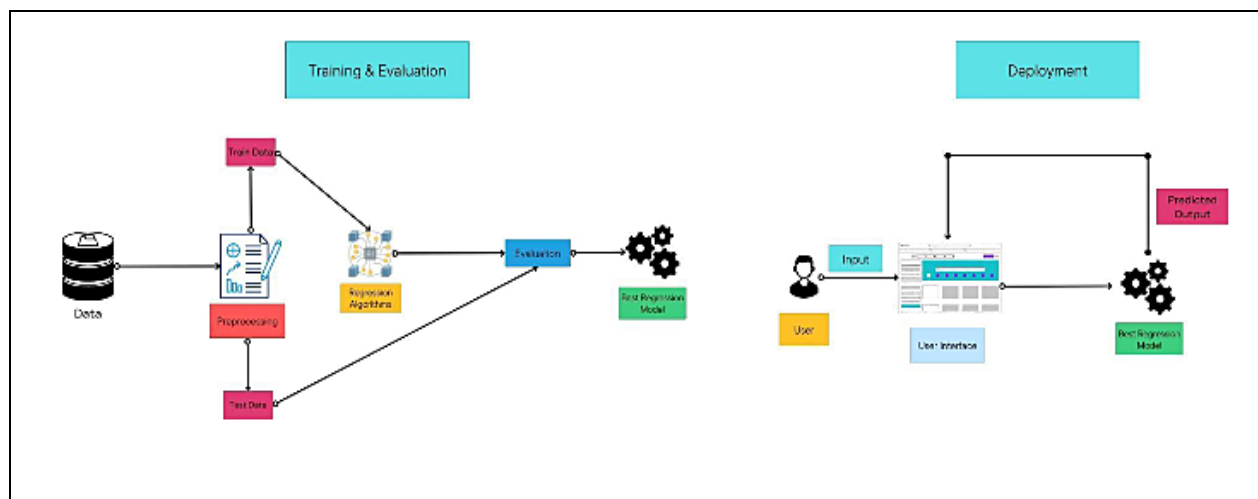 Training & Evaluation
Deployment
Train Data
Data
Preprocessing
Test Data
Regression
Algorithms
Evaluation
Best Regression
Model
Input
User
User Interface
Predicted
Output
Best Regression
Model